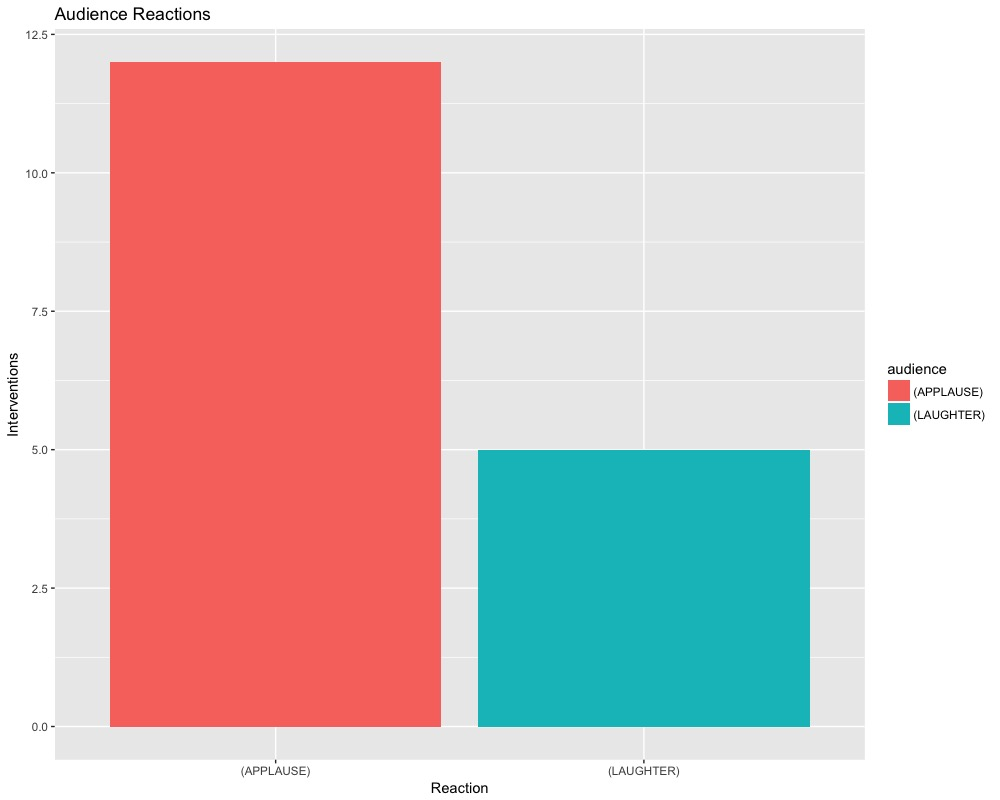 Audience Reactions
12.5
10.0
7.5
5.0
2.5
0.0
Interventions
(APPLAUSE)
(LAUGHTER)
Reaction
audience
(APPLAUSE)
(LAUGHTER)